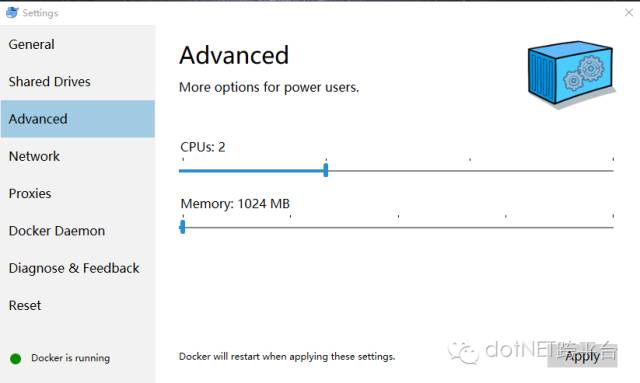 Settings
General
Shared Drives
Advanced
Network
Proxies
Docker Daemon
Diagnose & Feedback
Reset
Docker is running
Advanced
More options for power users.
CPUs: 2
Memory: 1024 MB
Docker will restart when applying these settings.
Apply
dotNET跨平台